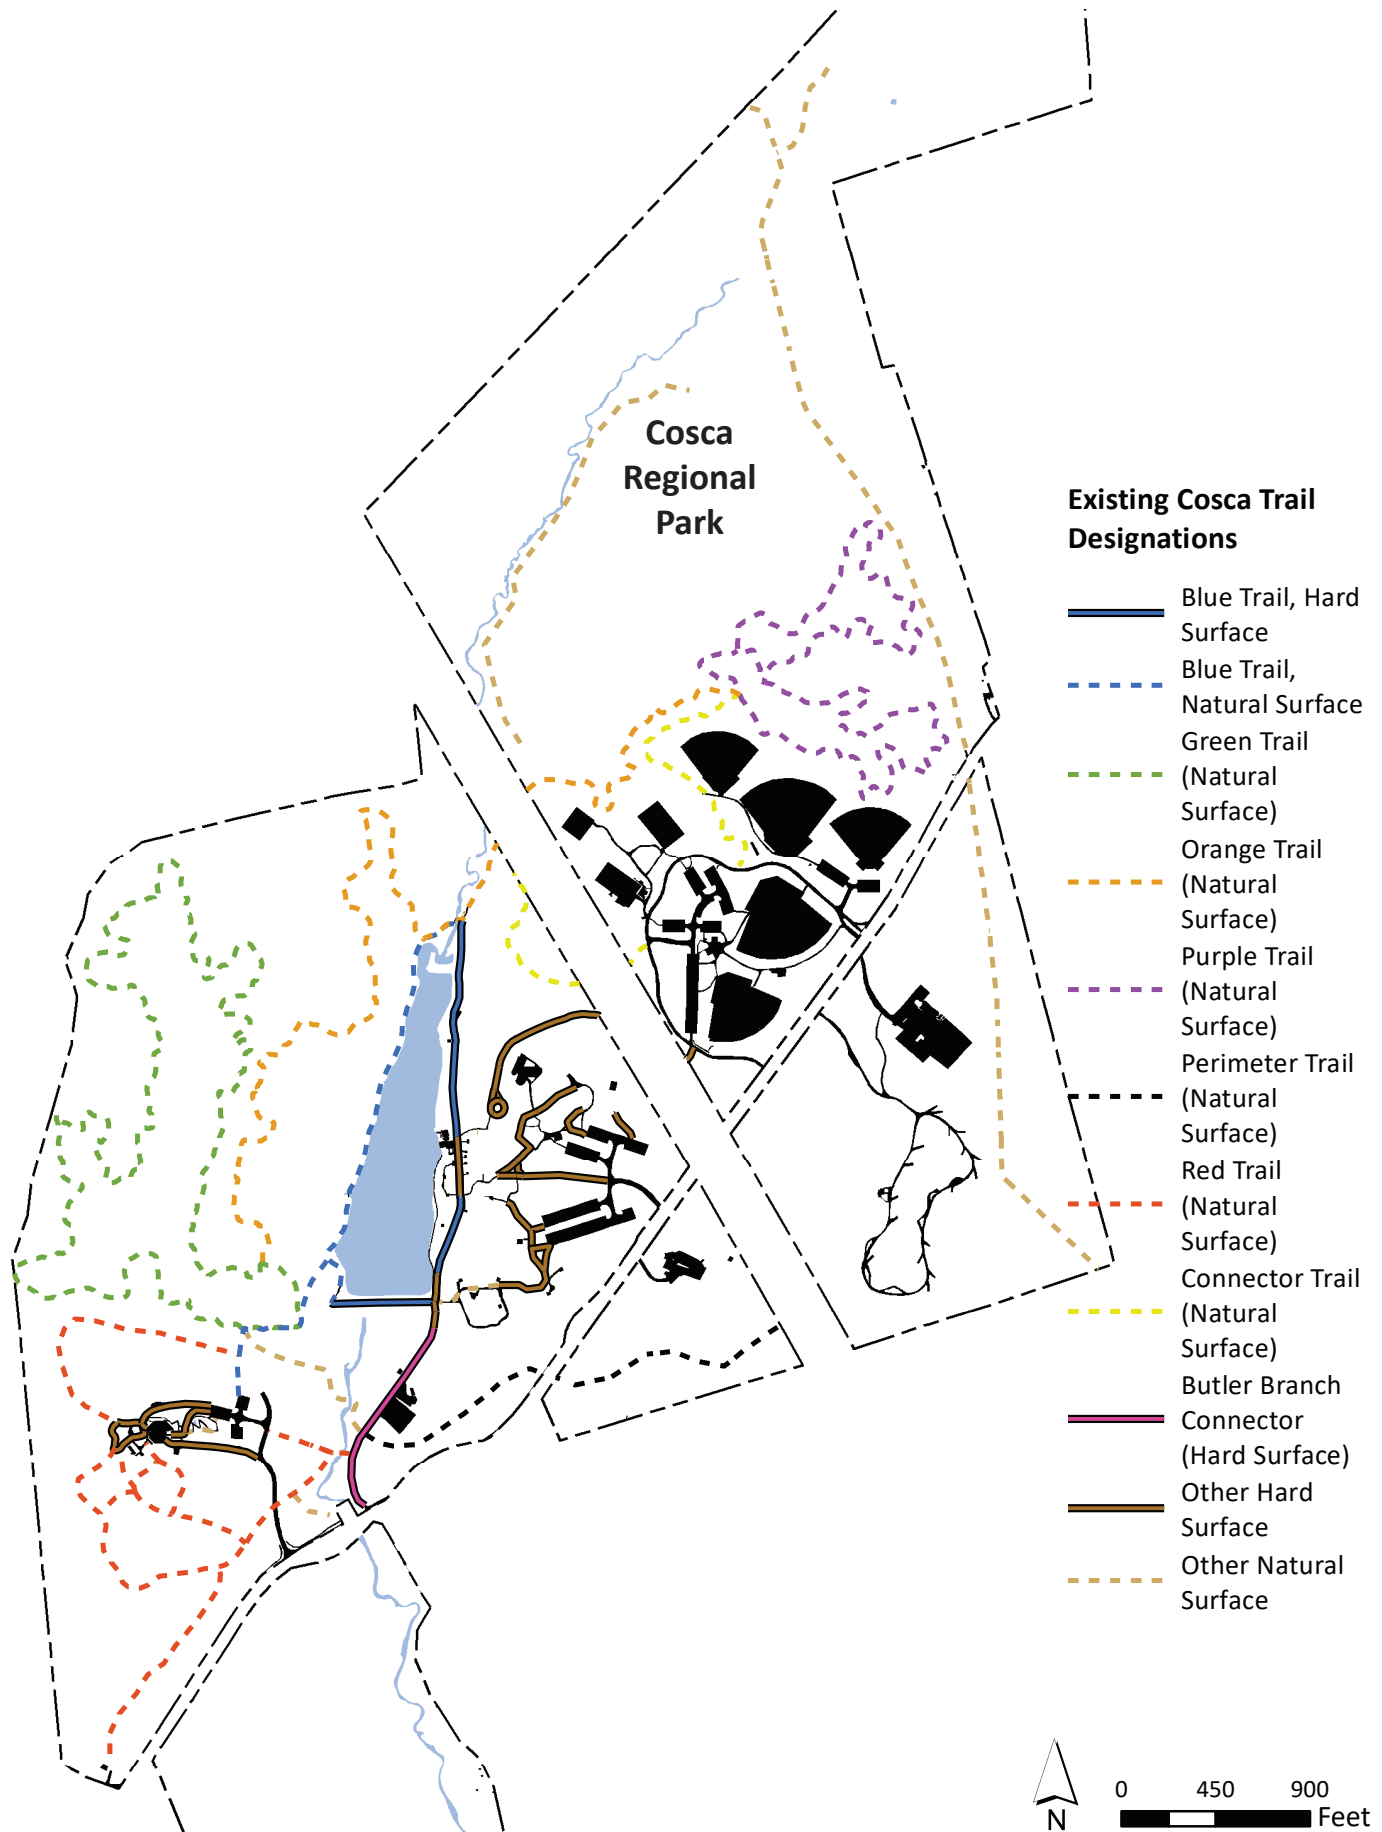 Cosca
Regional
Park
Existing Cosca Trail
Designations
Blue Trail, Hard
Surface
Blue Trail,
Natural Surface
Green Trail
(Natural
Surface)
Orange Trail
(Natural
Surface)
Purple Trail
(Natural
Surface)
Perimeter Trail
(Natural
Surface)
Red Trail
(Natural
Surface)
Connector Trail
(Natural
Surface)
Butler Branch
Connector
(Hard Surface)
Other Hard
Surface
Other Natural
Surface
N
0 450 900
Feet